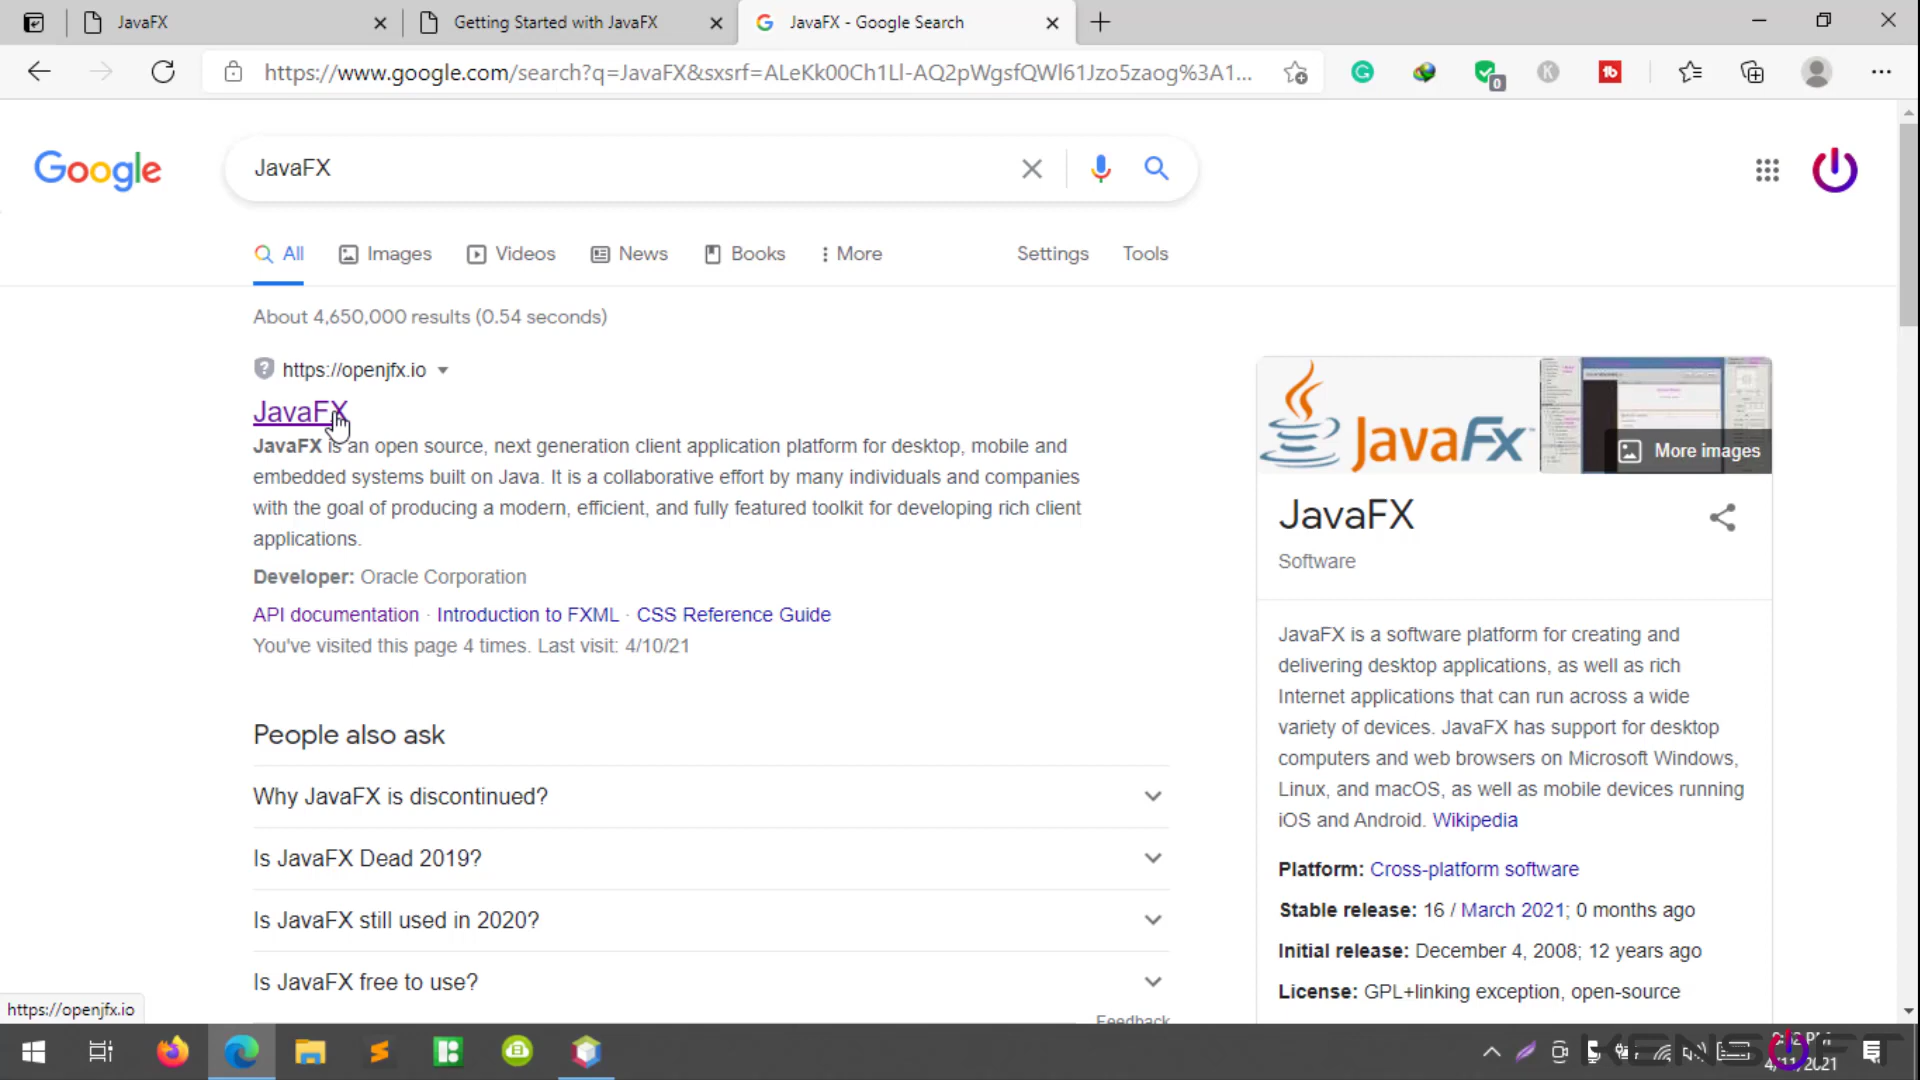 JavaFX
Getting Started with JavaFX
JavaFX - Google Search
https://www.google.com/search?q=JavaFX&sxsrf=ALeKk00Ch1Ll-AQ2pWgsfQWl61Jzo5zaog%3A1...
0
Google
JavaFX
All
Images
Videos
News
Books
More
Settings
Tools
About 4,650,000 results (0.54 seconds)
https://openjfx.io
JavaFX
JavaFX is an open source, next generation client application platform for desktop, mobile and
embedded systems built on Java. It is a collaborative effort by many individuals and companies
with the goal of producing a modern, efficient, and fully featured toolkit for developing rich client
applications.
Developer: Oracle Corporation
API documentation · Introduction to FXML · CSS Reference Guide
You've visited this page 4 times. Last visit: 4/10/21
People also ask
Why JavaFX is discontinued?
Is JavaFX Dead 2019?
Is JavaFX still used in 2020?
Is JavaFX free to use?
Feedback
JavaFx
More images
JavaFX
Software
JavaFX is a software platform for creating and
delivering desktop applications, as well as rich
Internet applications that can run across a wide
variety of devices. JavaFX has support for desktop
computers and web browsers on Microsoft Windows,
Linux, and macOS, as well as mobile devices running
iOS and Android. Wikipedia
Platform: Cross-platform software
Stable release: 16 / March 2021; 0 months ago
Initial release: December 4, 2008; 12 years ago
License: GPL+linking exception, open-source
https://openjfx.io
KENSOFT
4/11/2021